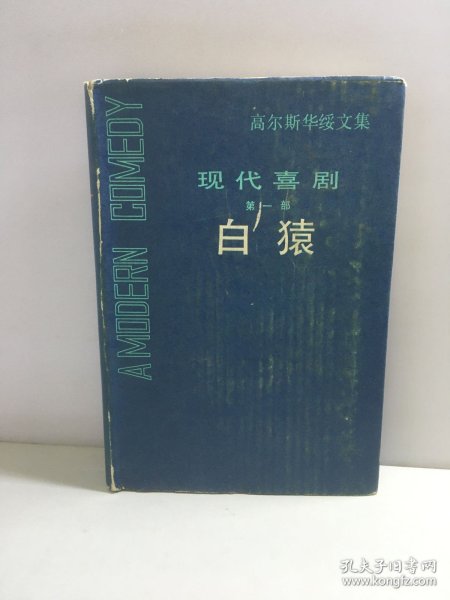 高尔斯华绥文集
现代喜剧
第一部
白猿
A MODERN COMEDY
孔夫子旧书网
www.kongfz.com